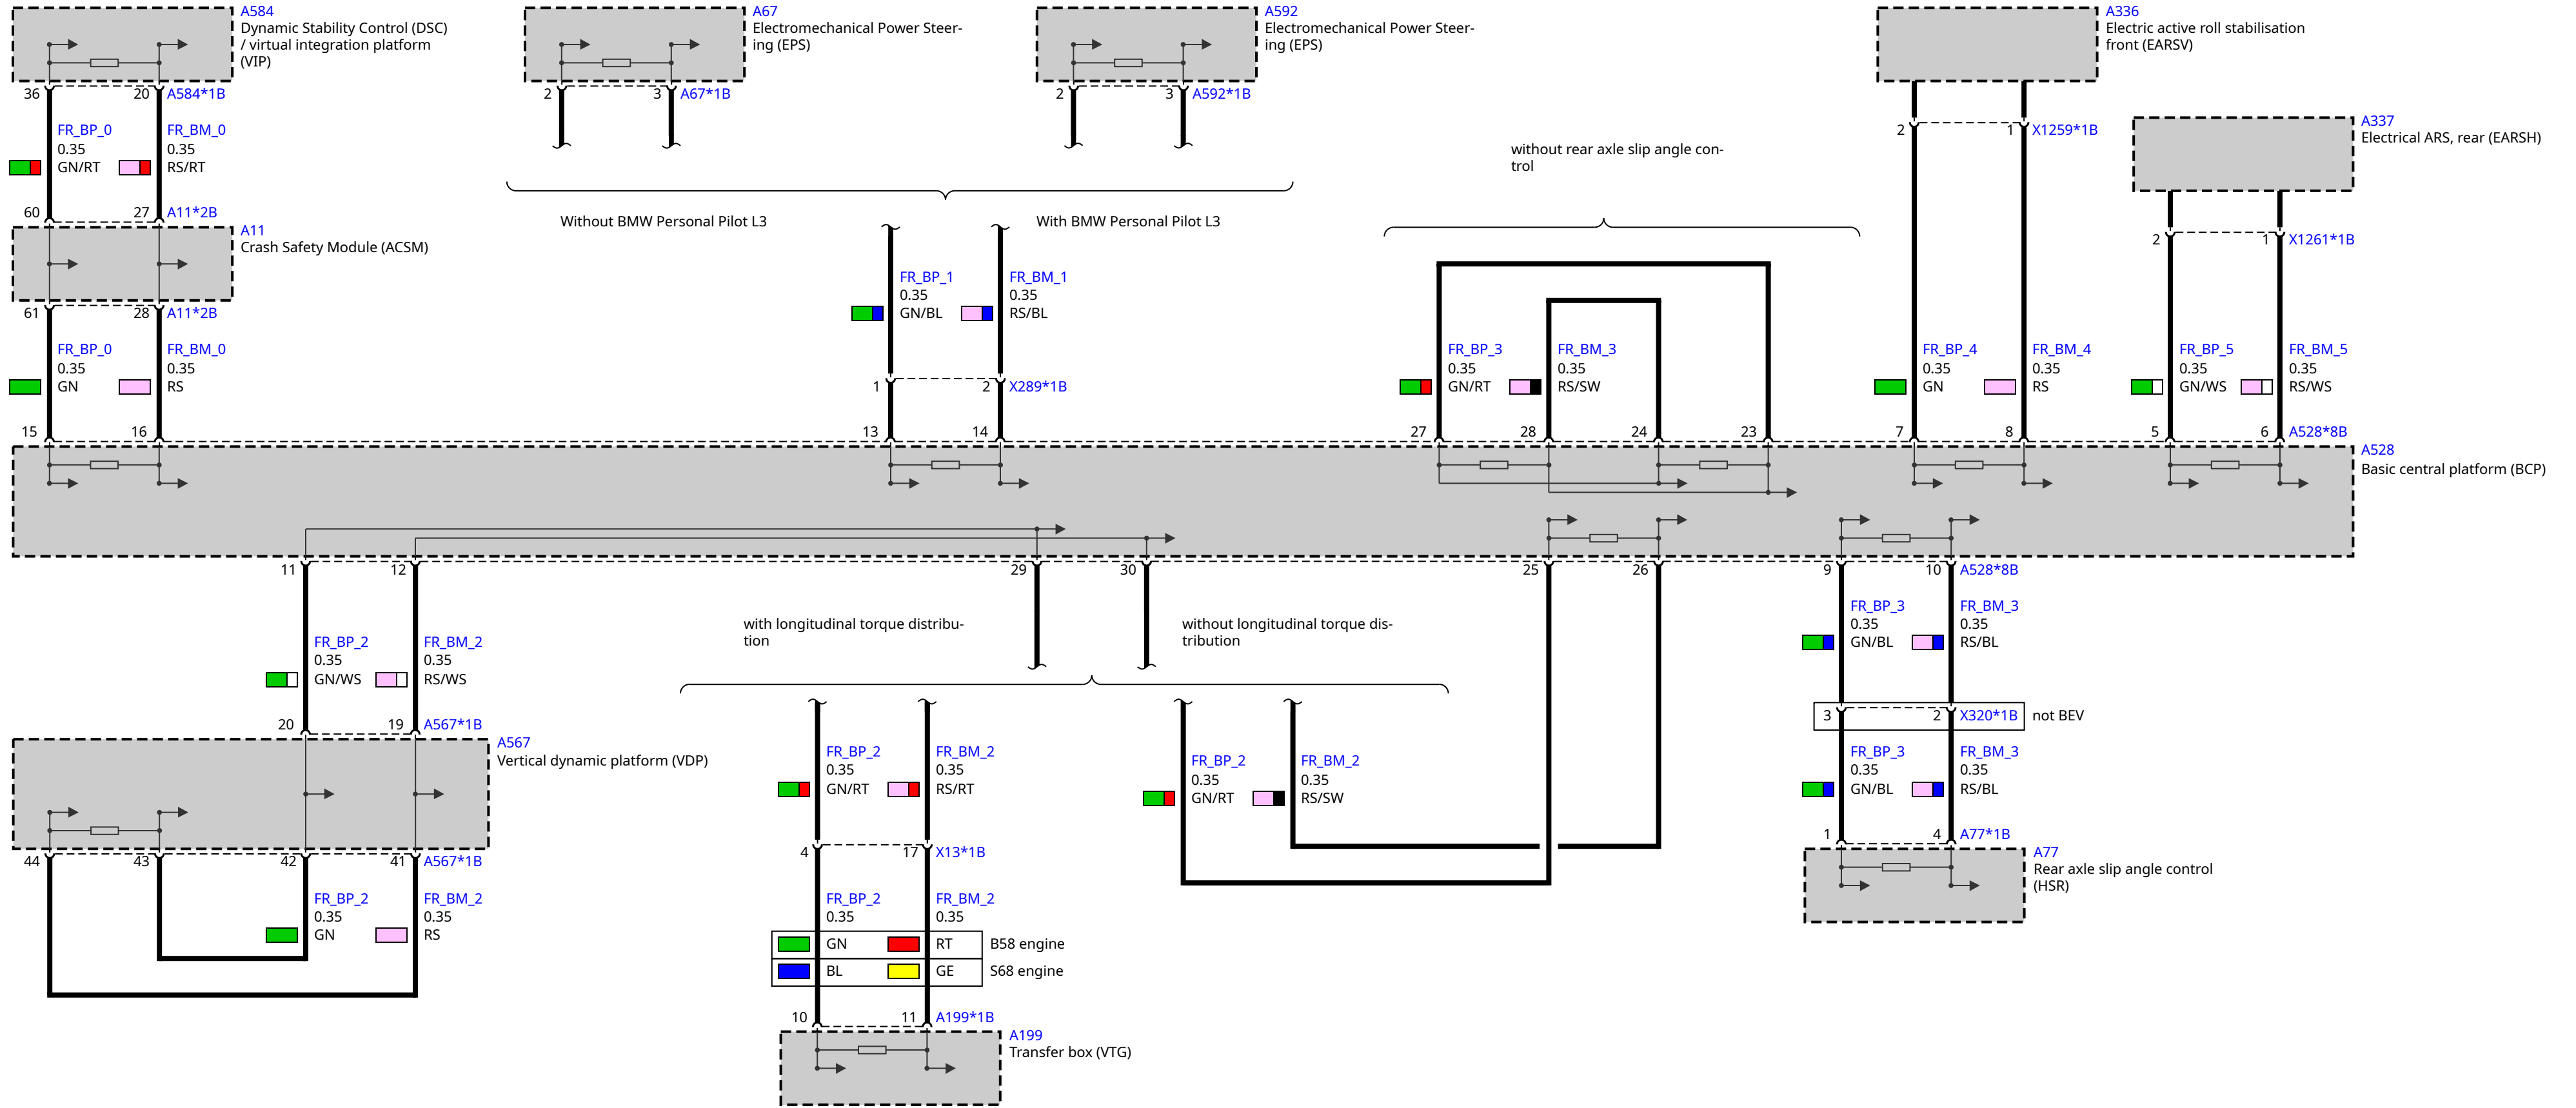 A584
Dynamic Stability Control (DSC)
/ virtual integration platform
(VIP)
A67
Electromechanical Power Steer-
ing (EPS)
A592
Electromechanical Power Steer-
ing (EPS)
A336
Electric active roll stabilisation
front (EARSV)
36 20 A584*1B
2 3 A67*1B
2 3 A592*1B
2 1 X1259*1B
A337
Electrical ARS, rear (EARSH)
FR_BP_0 FR_BM_0
0.35 0.35
GN/RT RS/RT
without rear axle slip angle con-
trol
60 27 A11*2B
A11
Crash Safety Module (ACSM)
Without BMW Personal Pilot L3
With BMW Personal Pilot L3
2 1 X1261*1B
FR_BP_1 FR_BM_1
0.35 0.35
GN/BL RS/BL
61 28 A11*2B
FR_BP_0 FR_BM_0
0.35 0.35
GN RS
1 2 X289*1B
FR_BP_3 FR_BM_3
0.35 0.35
GN/RT RS/SW
FR_BP_4 FR_BM_4
0.35 0.35
GN RS
FR_BP_5 FR_BM_5
0.35 0.35
GN/WS RS/WS
15 16 13 14 27 28 24 23 7 8 5 6 A528*8B
A528
Basic central platform (BCP)
11 12 29 30 25 26 9 10 A528*8B
FR_BP_2 FR_BM_2
0.35 0.35
GN/WS RS/WS
with longitudinal torque distribu-
tion
without longitudinal torque dis-
tribution
FR_BP_3 FR_BM_3
0.35 0.35
GN/BL RS/BL
20 19 A567*1B
A567
Vertical dynamic platform (VDP)
3 2 X320*1B not BEV
FR_BP_2 FR_BM_2
0.35 0.35
GN/RT RS/RT
FR_BP_2 FR_BM_2
0.35 0.35
GN/RT RS/SW
FR_BP_3 FR_BM_3
0.35 0.35
GN/BL RS/BL
44 43 42 41 A567*1B
4 17 X13*1B
1 4 A77*1B
A77
Rear axle slip angle control
(HSR)
FR_BP_2 FR_BM_2
0.35 0.35
GN RS
FR_BP_2 FR_BM_2
0.35 0.35
GN RT B58 engine
BL GE S68 engine
10 11 A199*1B
A199
Transfer box (VTG)